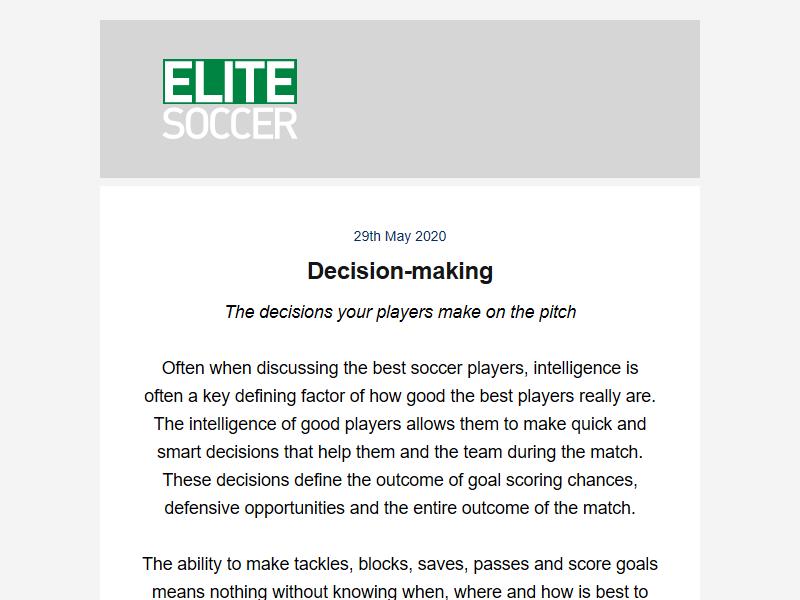 ELITE
SOCCER
29th May 2020
Decision-making
The decisions your players make on the pitch
Often when discussing the best soccer players, intelligence is
often a key defining factor of how good the best players really are.
The intelligence of good players allows them to make quick and
smart decisions that help them and the team during the match.
These decisions define the outcome of goal scoring chances,
defensive opportunities and the entire outcome of the match.
The ability to make tackles, blocks, saves, passes and score goals
means nothing without knowing when, where and how is best to